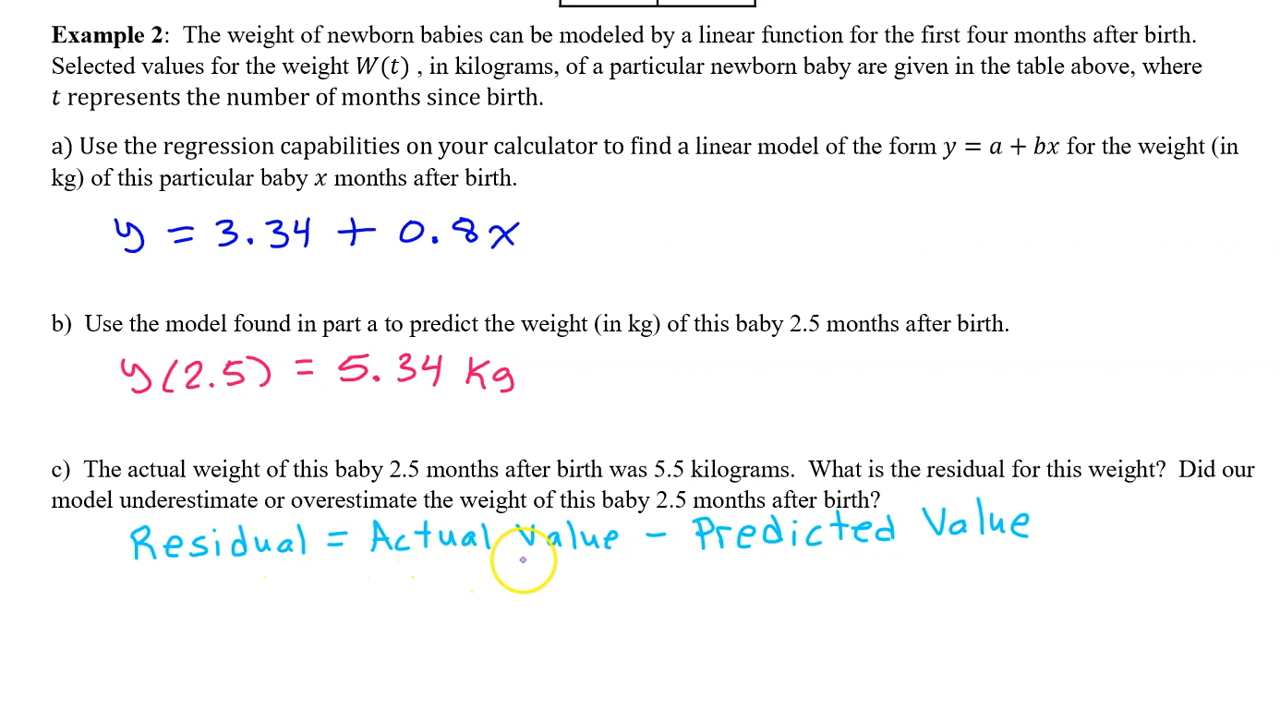 Example 2: The weight of newborn babies can be modeled by a linear function for the first four months after birth.
Selected values for the weight W(t) , in kilograms, of a particular newborn baby are given in the table above, where
t represents the number of months since birth.
a) Use the regression capabilities on your calculator to find a linear model of the form y = a + bx for the weight (in
kg) of this particular baby x months after birth.
y = 3.34 + 0.8x
b) Use the model found in part a to predict the weight (in kg) of this baby 2.5 months after birth.
y(2.5) = 5.34 Kg
c) The actual weight of this baby 2.5 months after birth was 5.5 kilograms. What is the residual for this weight? Did our
model underestimate or overestimate the weight of this baby 2.5 months after birth?
Residual = Actual Value − Predicted Value